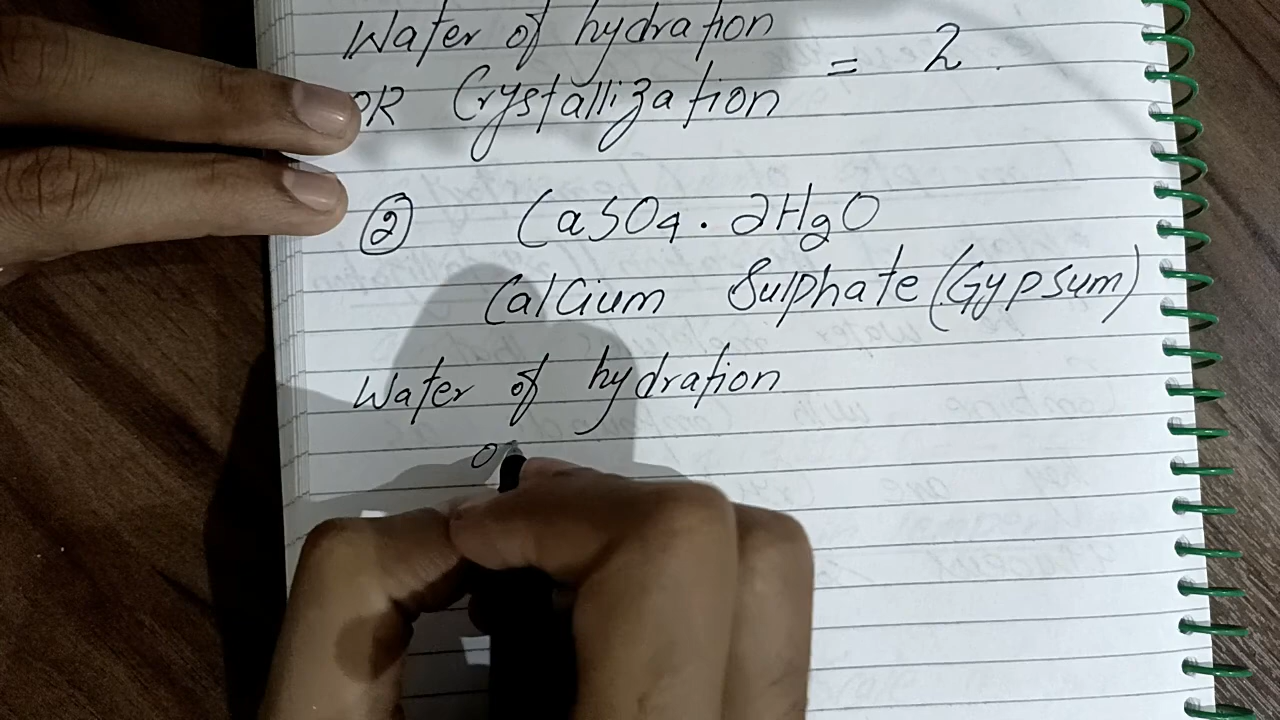 Water of hydration
OR Crystallization = 2.
② CaSO4 . 2H2O
Calcium Sulphate (Gypsum)
Water of hydration